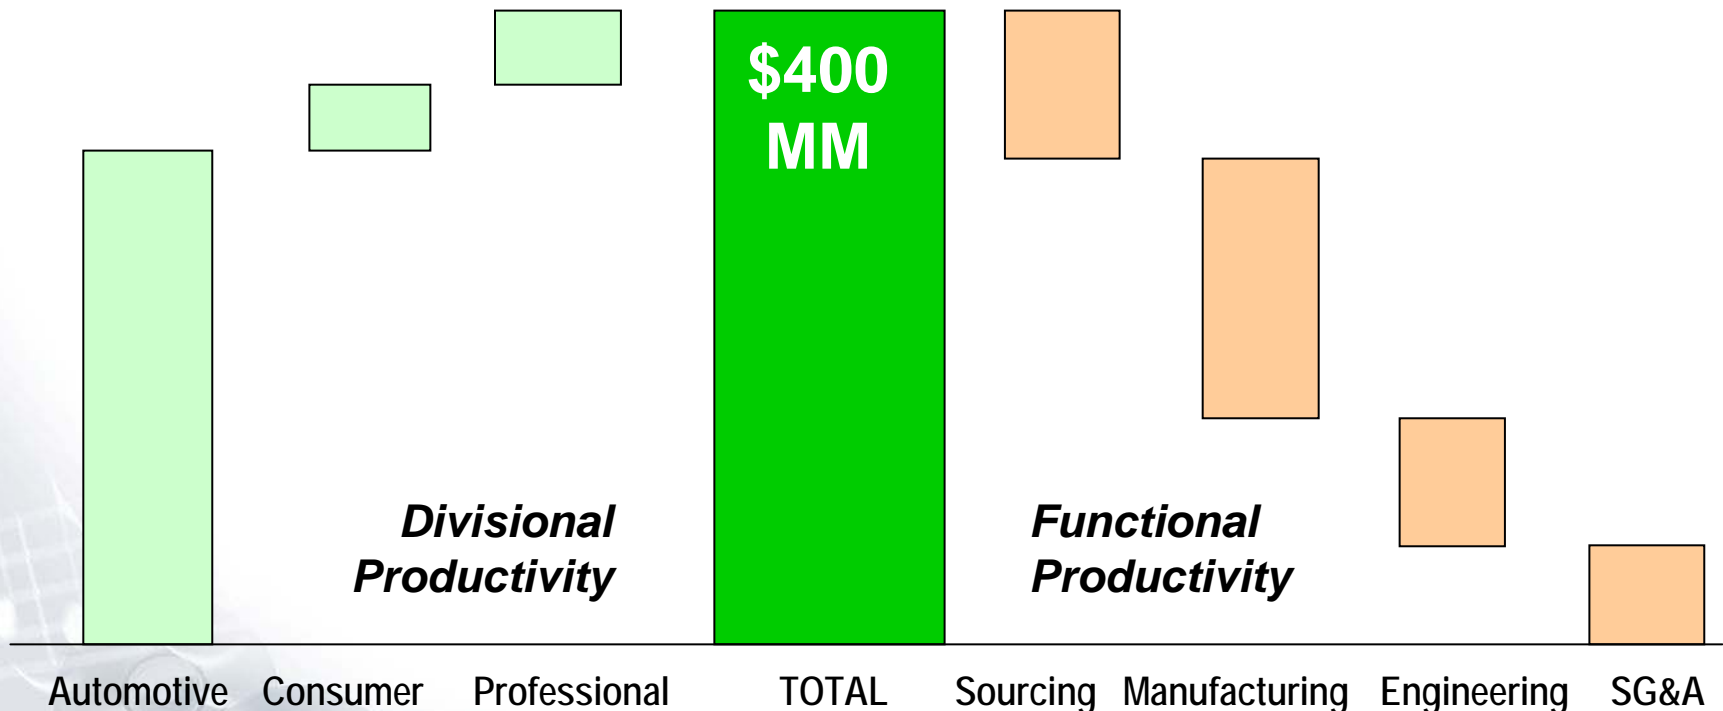 $400
MM
Divisional
Productivity
Functional
Productivity
Automotive Consumer Professional TOTAL Sourcing Manufacturing Engineering SG&A